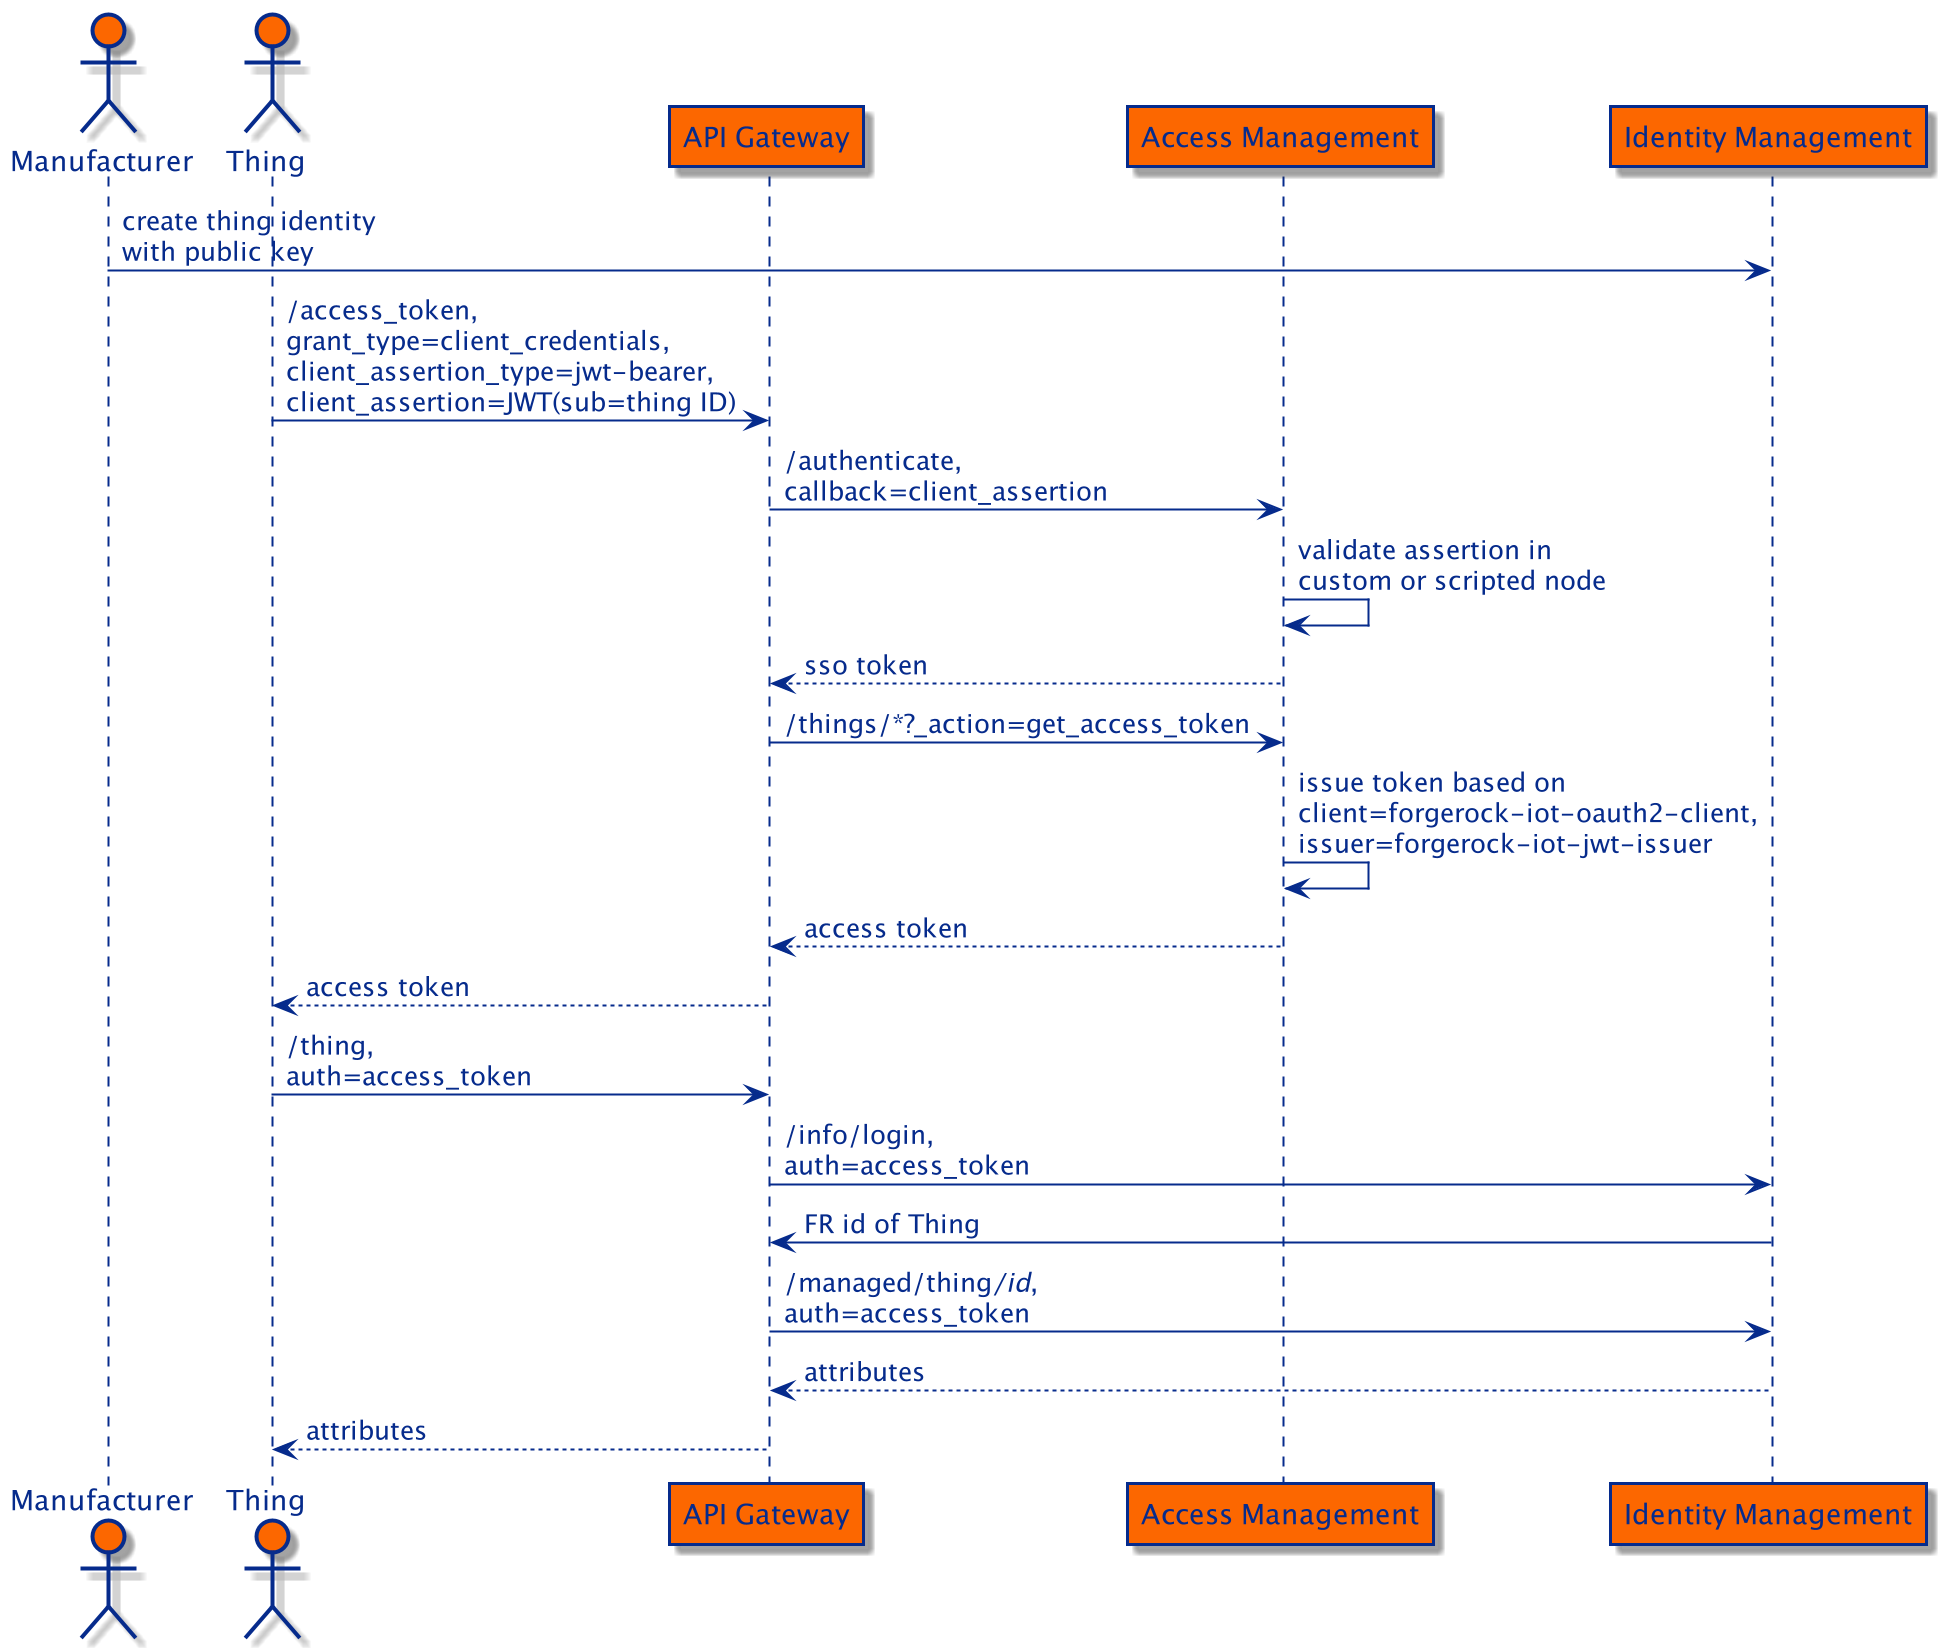 Manufacturer
Thing
API Gateway
Access Management
Identity Management
create thing identity
with public key
/access_token,
grant_type=client_credentials,
client_assertion_type=jwt-bearer,
client_assertion=JWT(sub=thing ID)
/authenticate,
callback=client_assertion
validate assertion in
custom or scripted node
sso token
/things/*?_action=get_access_token
issue token based on
client=forgerock-iot-oauth2-client,
issuer=forgerock-iot-jwt-issuer
access token
access token
/thing,
auth=access_token
/info/login,
auth=access_token
FR id of Thing
/managed/thing/id,
auth=access_token
attributes
attributes
Manufacturer
Thing
API Gateway
Access Management
Identity Management